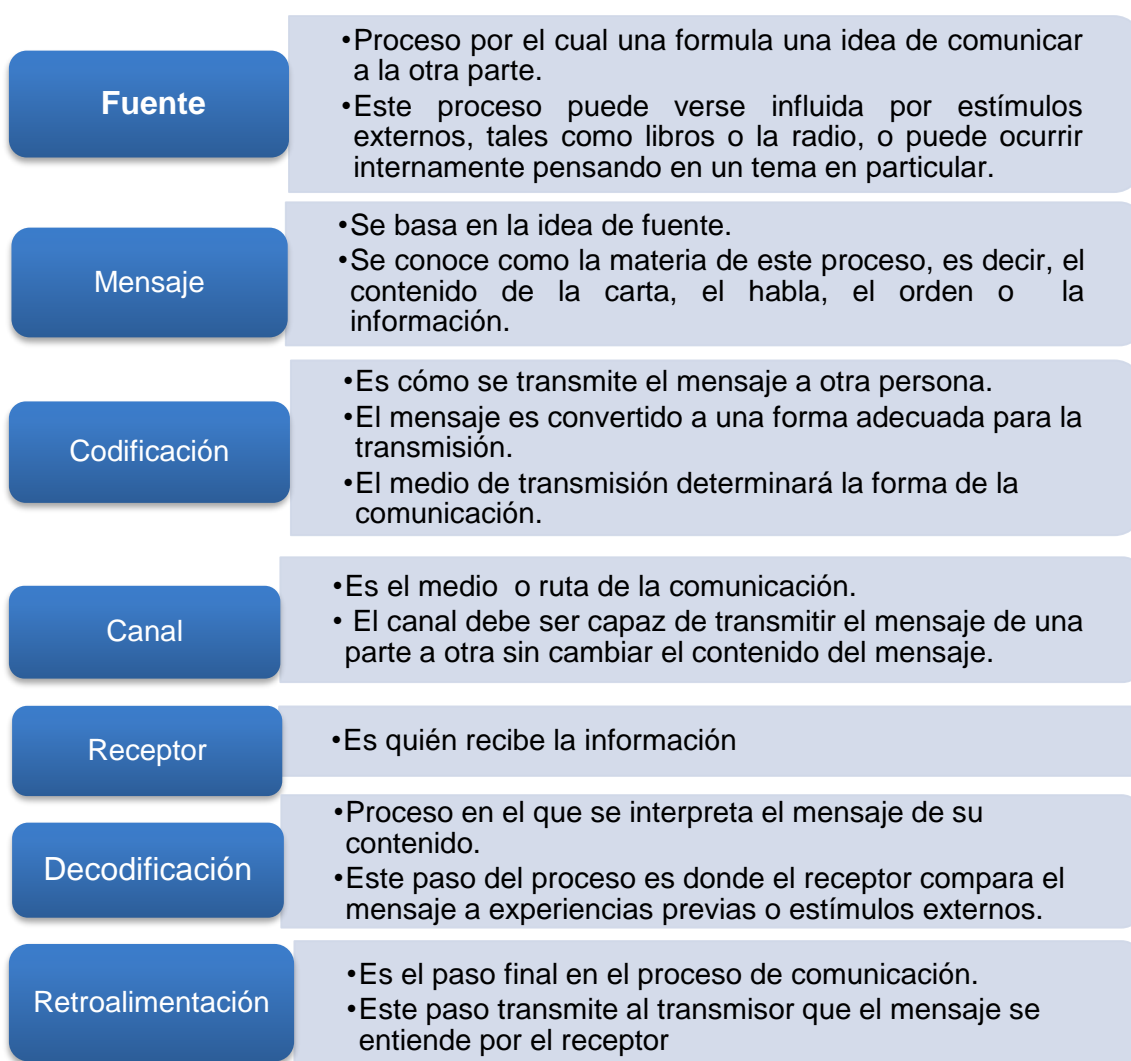 Fuente
•Proceso por el cual una formula una idea de comunicar
a la otra parte.
•Este proceso puede verse influida por estímulos
externos, tales como libros o la radio, o puede ocurrir
internamente pensando en un tema en particular.
Mensaje
•Se basa en la idea de fuente.
•Se conoce como la materia de este proceso, es decir, el
contenido de la carta, el habla, el orden o la
información.
Codificación
•Es cómo se transmite el mensaje a otra persona.
•El mensaje es convertido a una forma adecuada para la
transmisión.
•El medio de transmisión determinará la forma de la
comunicación.
Canal
•Es el medio o ruta de la comunicación.
• El canal debe ser capaz de transmitir el mensaje de una
parte a otra sin cambiar el contenido del mensaje.
Receptor
•Es quién recibe la información
Decodificación
•Proceso en el que se interpreta el mensaje de su
contenido.
•Este paso del proceso es donde el receptor compara el
mensaje a experiencias previas o estímulos externos.
Retroalimentación
•Es el paso final en el proceso de comunicación.
•Este paso transmite al transmisor que el mensaje se
entiende por el receptor